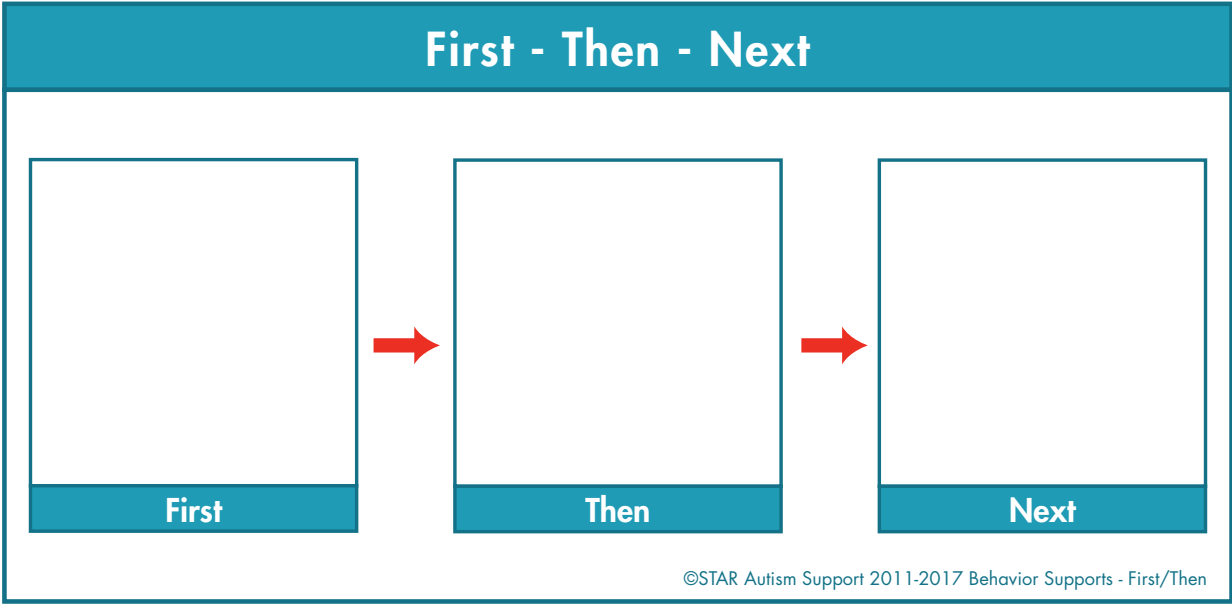 First - Then - Next
First
Then
Next
©STAR Autism Support 2011-2017 Behavior Supports - First/Then